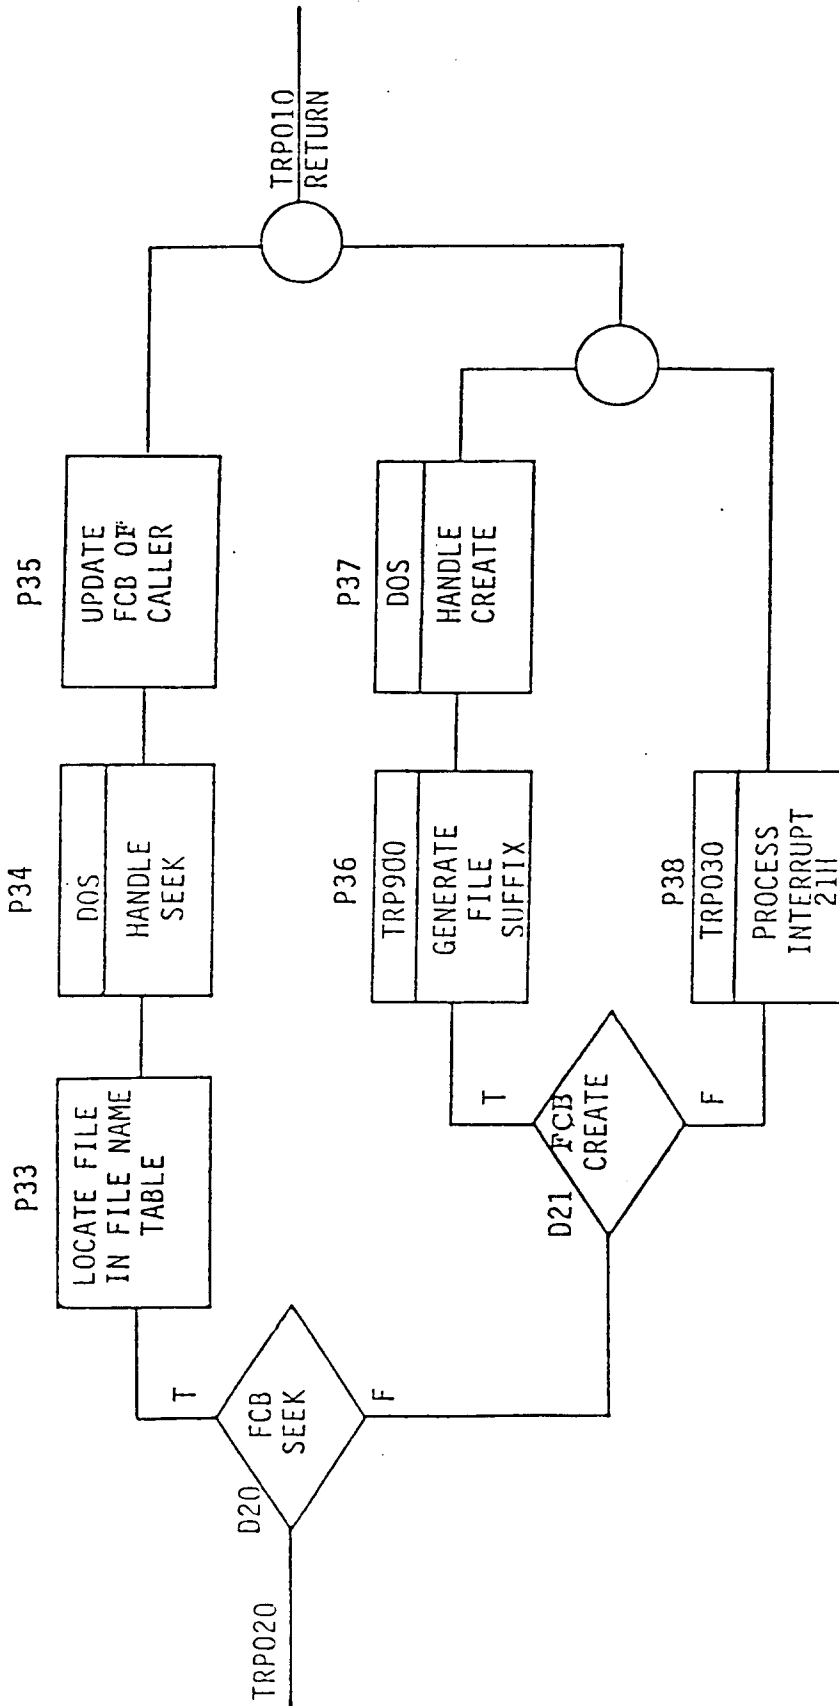 TRP020
D20
FCB
SEEK
T
F
P33
LOCATE FILE
IN FILE NAME
TABLE
P34
DOS
HANDLE
SEEK
P35
UPDATE
FCB OF
CALLER
D21
FCB
CREATE
T
F
P36
TRP900
GENERATE
FILE
SUFFIX
P37
DOS
HANDLE
CREATE
P38
TRP030
PROCESS
INTERRUPT
21H
TRP010
RETURN